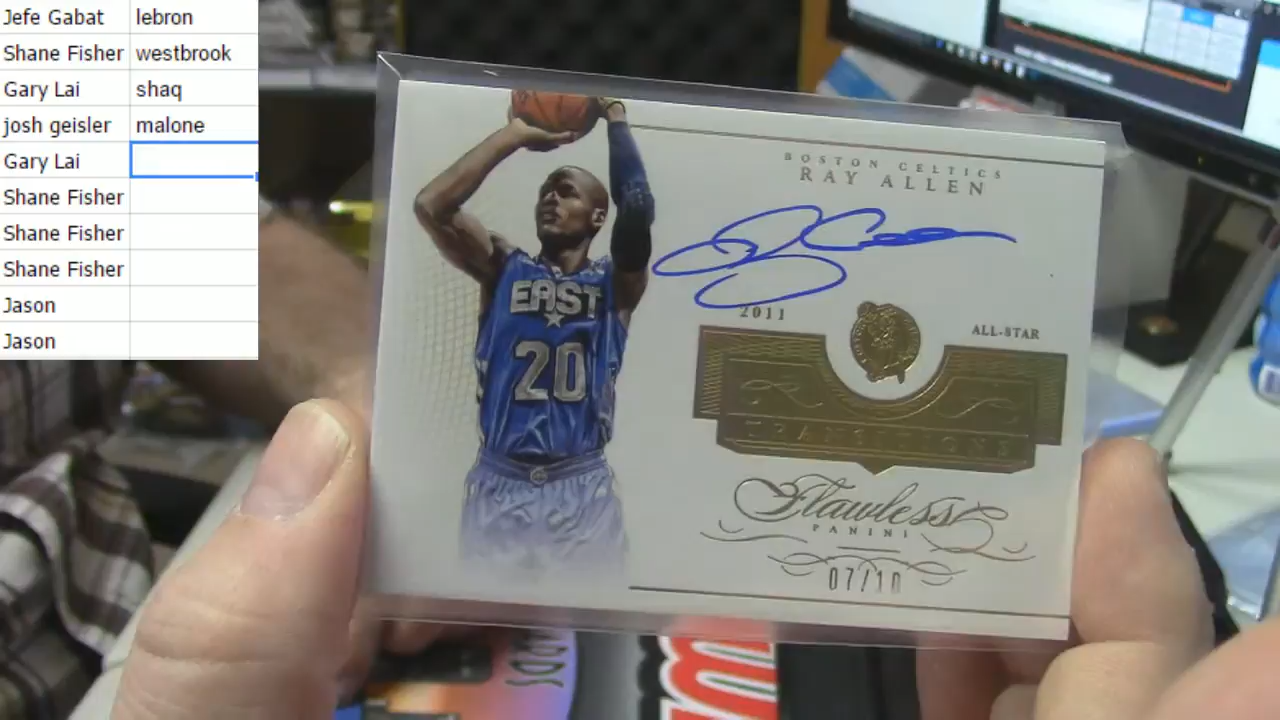 Jefe Gabat lebron
Shane Fisher westbrook
Gary Lai shaq
josh geisler malone
Gary Lai
Shane Fisher
Shane Fisher
Shane Fisher
Jason
Jason
BOSTON CELTICS
RAY ALLEN
EAST
20
2011
ALL-STAR
TRANSITIONS
Flawless
PANINI
07/10